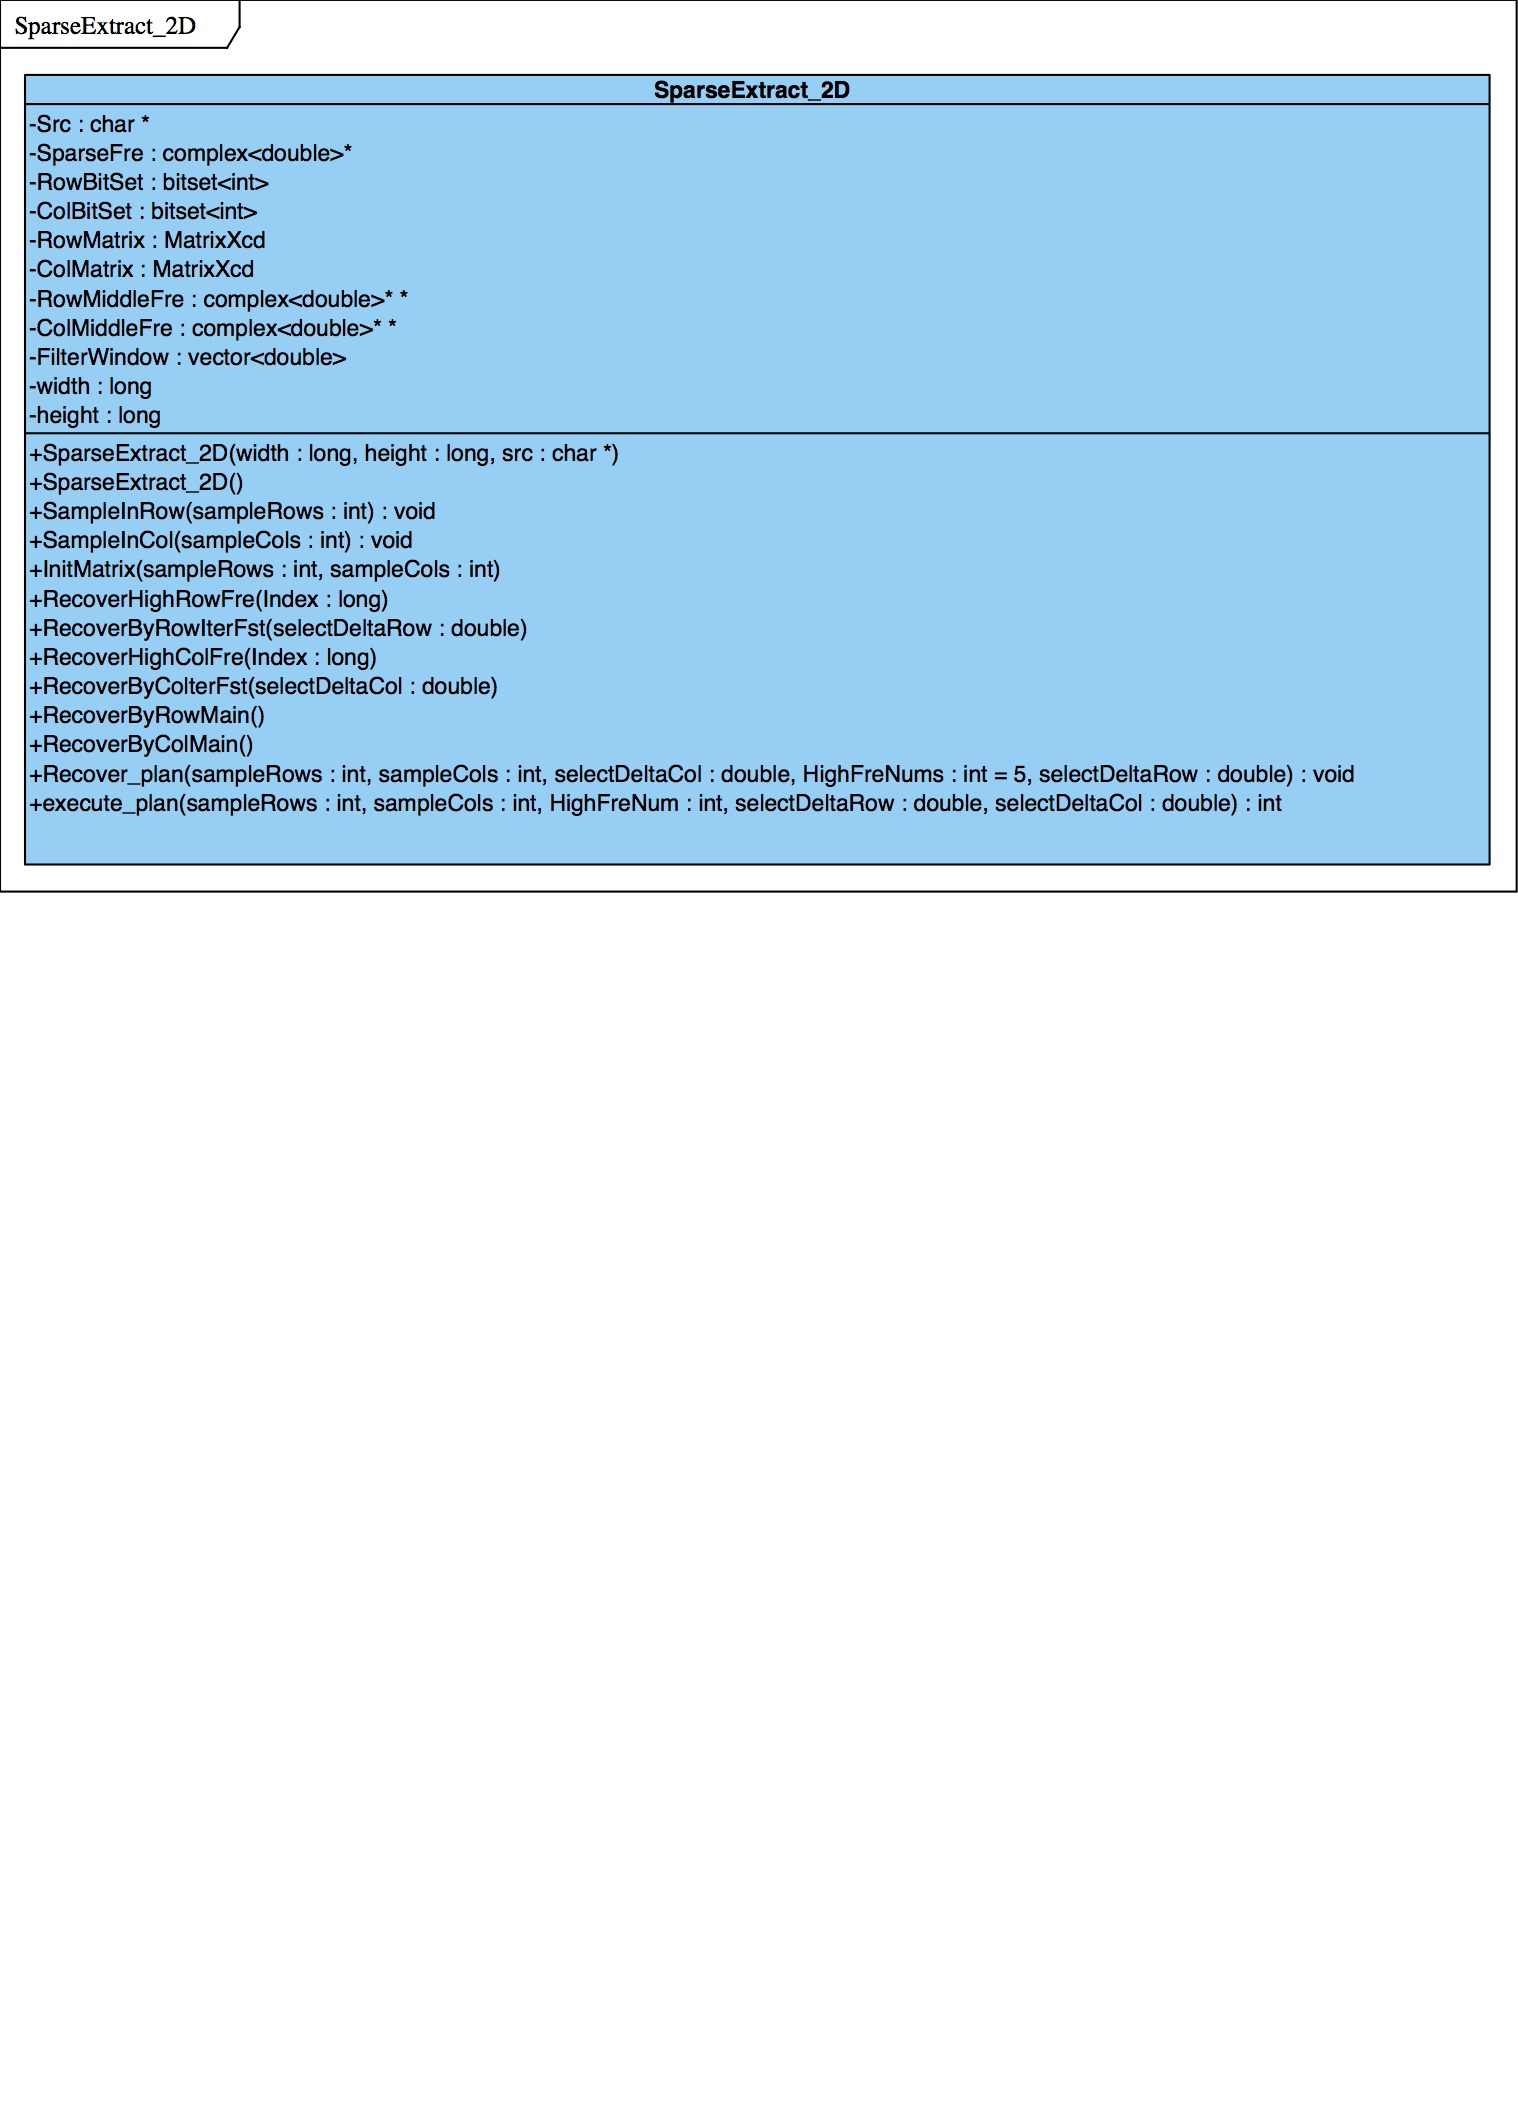 SparseExtract_2D
SparseExtract_2D
-Src : char *
-SparseFre : complex<double>*
-RowBitSet : bitset<int>
-ColBitSet : bitset<int>
-RowMatrix : MatrixXcd
-ColMatrix : MatrixXcd
-RowMiddleFre : complex<double>* *
-ColMiddleFre : complex<double>* *
-FilterWindow : vector<double>
-width : long
-height : long
+SparseExtract_2D(width : long, height : long, src : char *)
+SparseExtract_2D()
+SampleInRow(sampleRows : int) : void
+SampleInCol(sampleCols : int) : void
+InitMatrix(sampleRows : int, sampleCols : int)
+RecoverHighRowFre(Index : long)
+RecoverByRowIterFst(selectDeltaRow : double)
+RecoverHighColFre(Index : long)
+RecoverByColterFst(selectDeltaCol : double)
+RecoverByRowMain()
+RecoverByColMain()
+Recover_plan(sampleRows : int, sampleCols : int, selectDeltaCol : double, HighFreNums : int = 5, selectDeltaRow : double) : void
+execute_plan(sampleRows : int, sampleCols : int, HighFreNum : int, selectDeltaRow : double, selectDeltaCol : double) : int